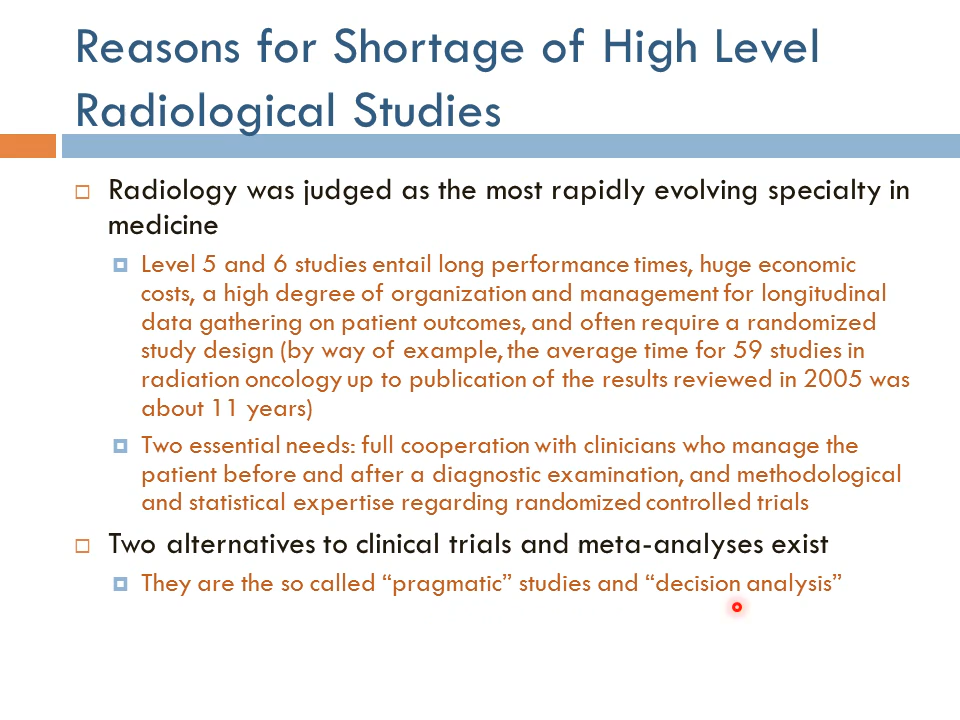 Reasons for Shortage of High Level
Radiological Studies
Radiology was judged as the most rapidly evolving specialty in
medicine
Level 5 and 6 studies entail long performance times, huge economic
costs, a high degree of organization and management for longitudinal
data gathering on patient outcomes, and often require a randomized
study design (by way of example, the average time for 59 studies in
radiation oncology up to publication of the results reviewed in 2005 was
about 11 years)
Two essential needs: full cooperation with clinicians who manage the
patient before and after a diagnostic examination, and methodological
and statistical expertise regarding randomized controlled trials
Two alternatives to clinical trials and meta-analyses exist
They are the so called “pragmatic” studies and “decision analysis”